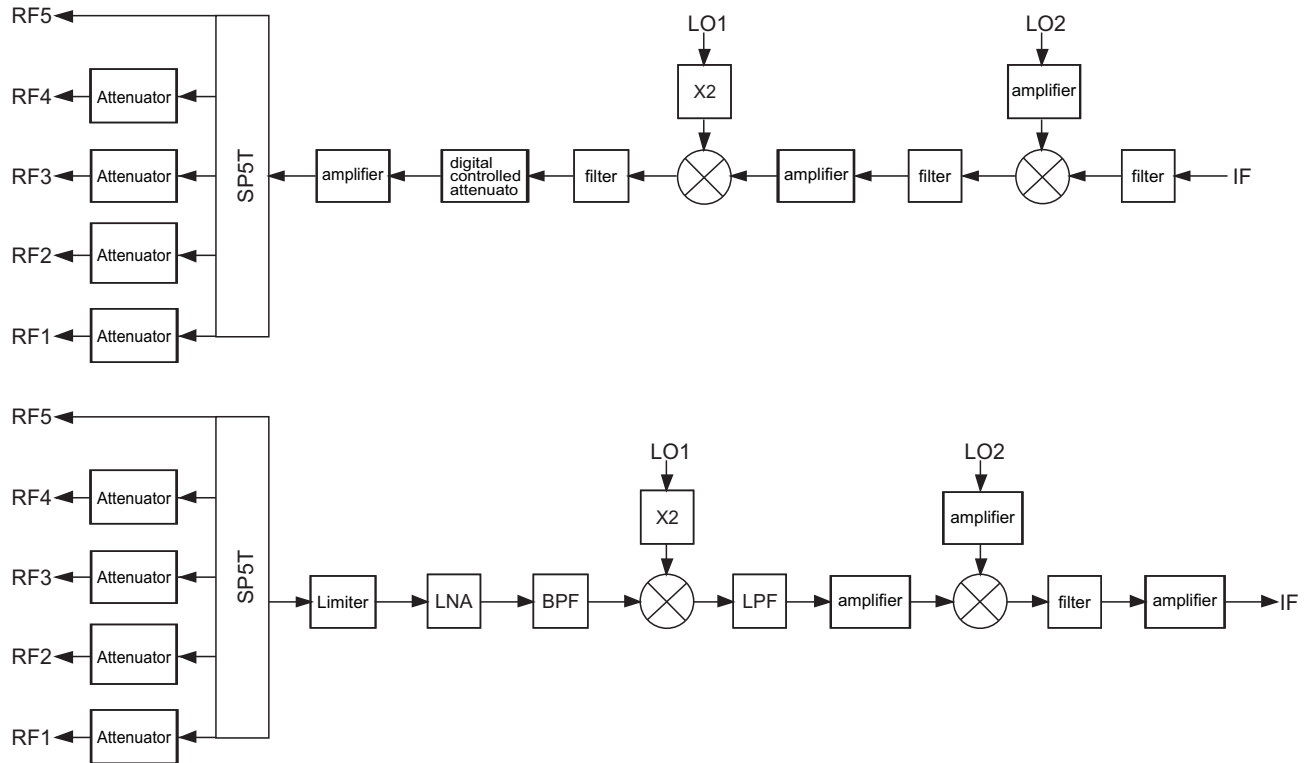 RF5
LO1
LO2
RF4
Attenuator
X2
amplifier
RF3
Attenuator
SP5T
amplifier
digital
controlled
attenuato
filter
amplifier
filter
filter
IF
RF2
Attenuator
RF1
Attenuator
RF5
LO1
LO2
RF4
Attenuator
X2
amplifier
RF3
Attenuator
SP5T
Limiter
LNA
BPF
LPF
amplifier
filter
amplifier
IF
RF2
Attenuator
RF1
Attenuator